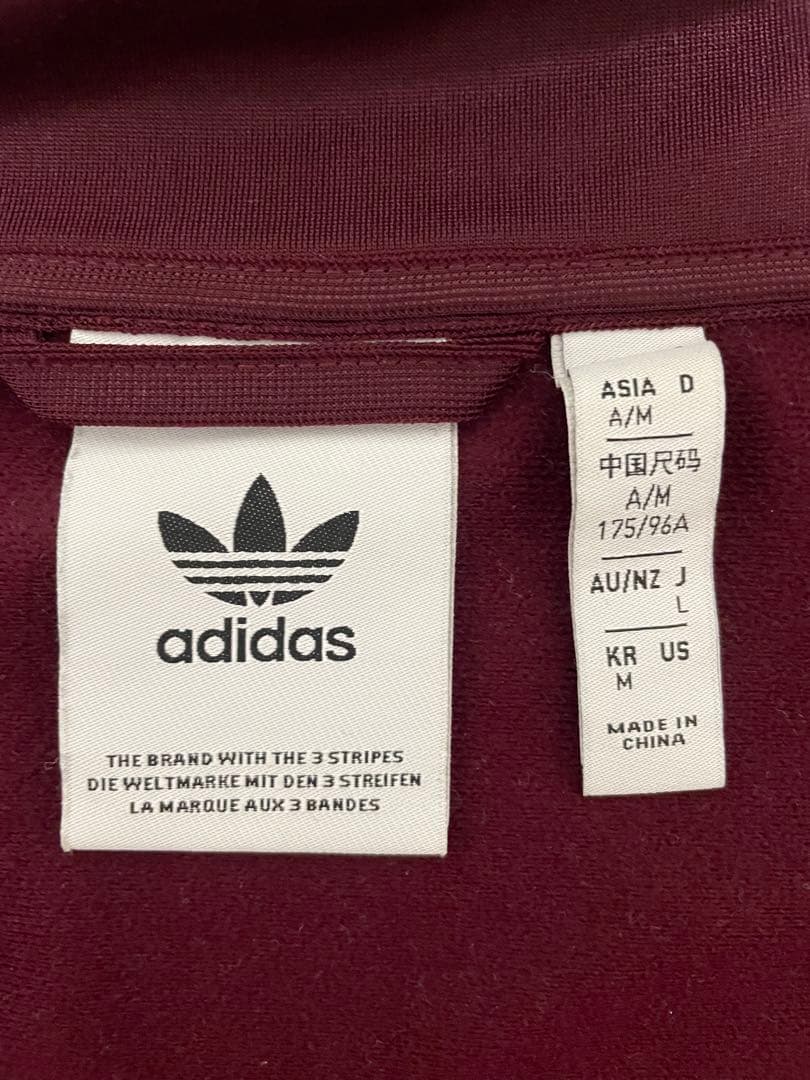 adidas
THE BRAND WITH THE 3 STRIPES
DIE WELTMARKE MIT DEN 3 STREIFEN
LA MARQUE AUX 3 BANDES
ASIA D
A/M
中国尺码
A/M
175/96A
AU/NZ J
L
KR US
M
MADE IN
CHINA